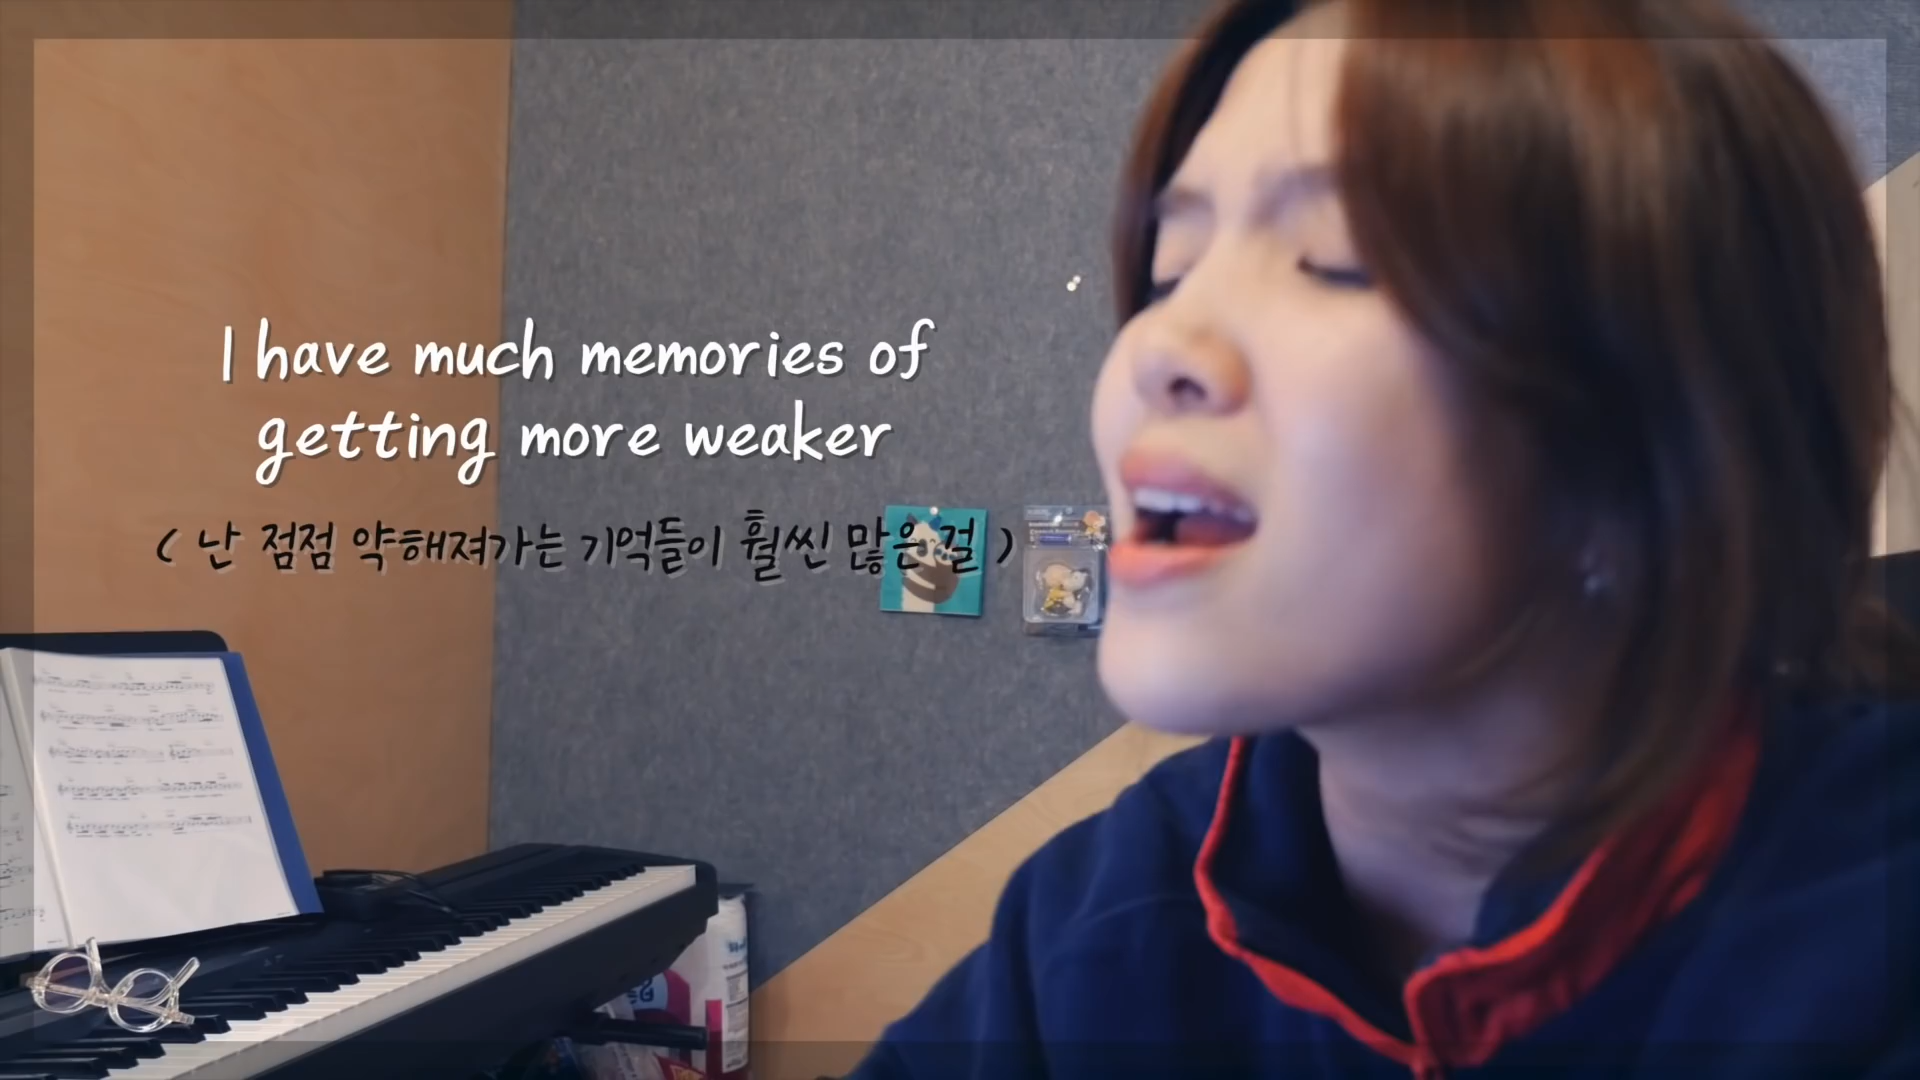 I have much memories of
getting more weaker
( 난 점점 약해져가는 기억들이 훨씬 많은 걸 )